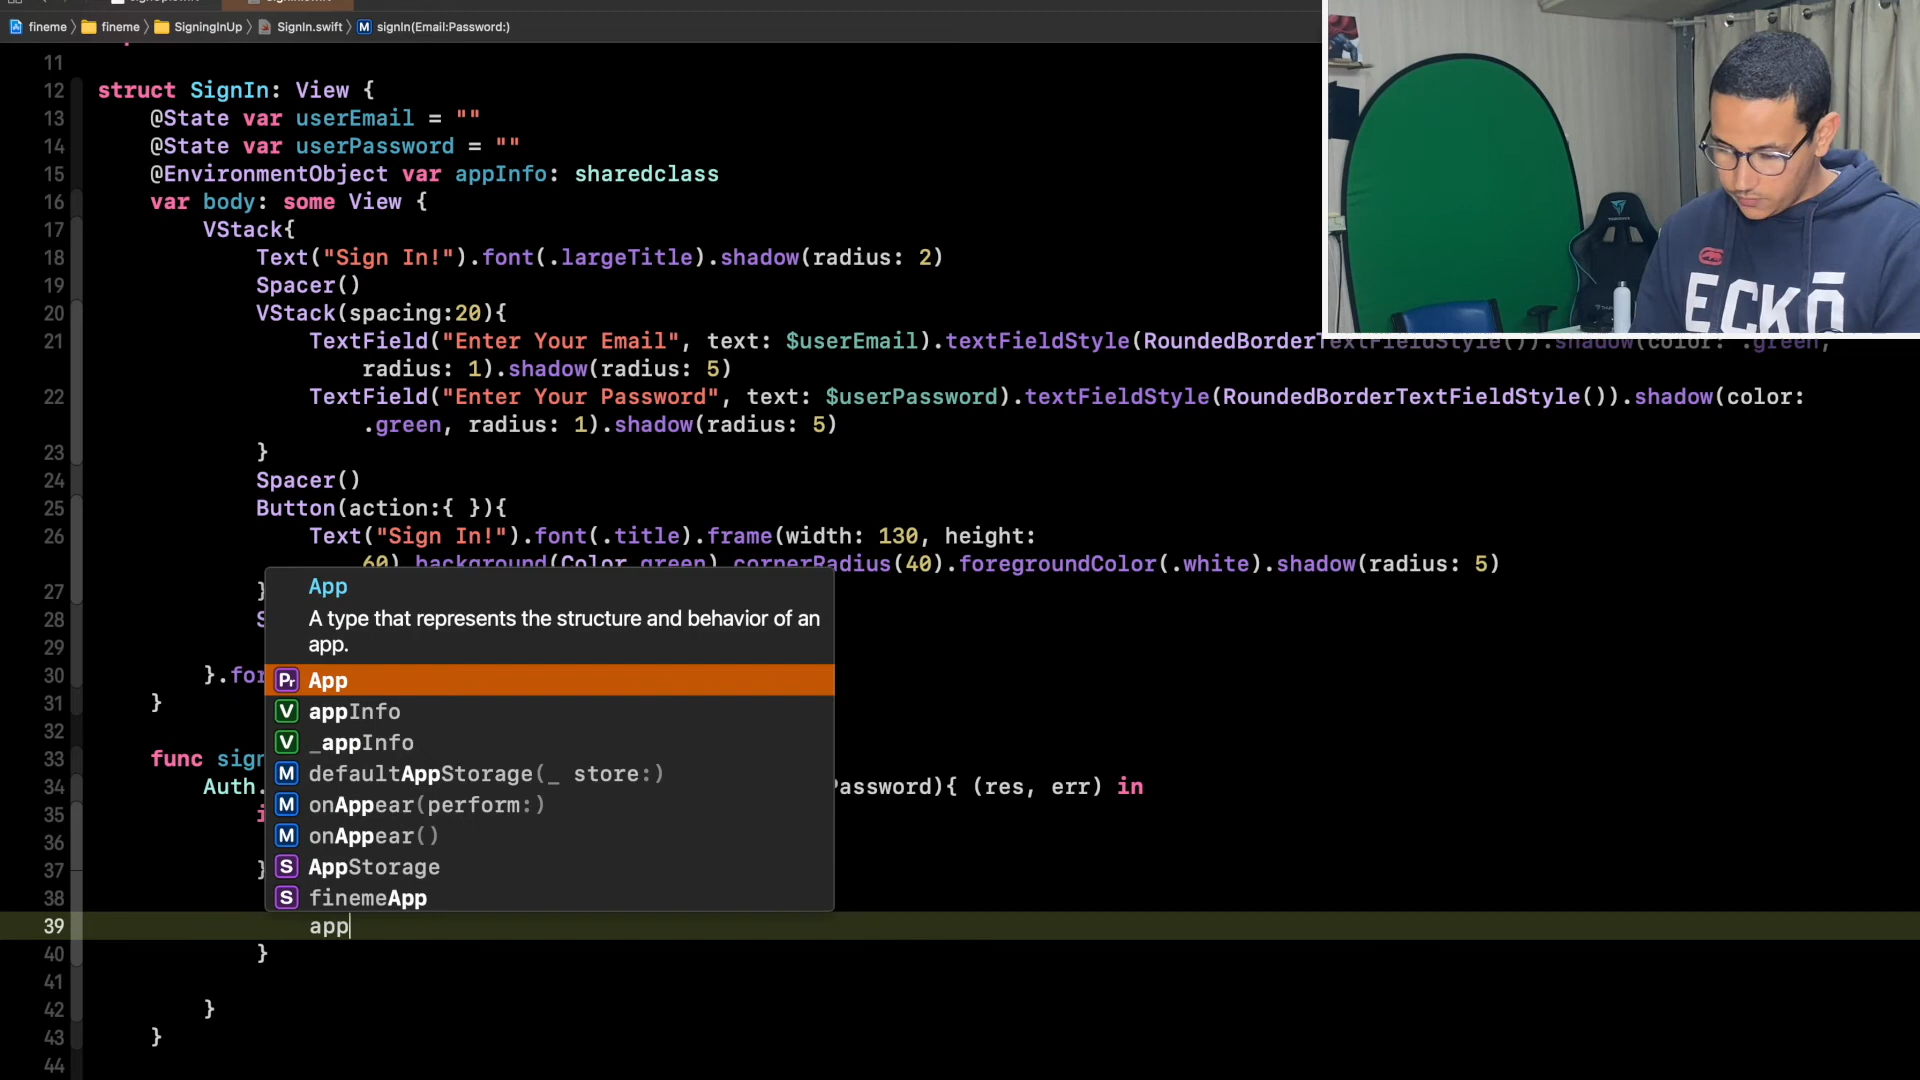 fineme fineme SigningInUp SignIn.swift M signIn(Email:Password:)
11
12 struct SignIn: View {
13 @State var userEmail = ""
14 @State var userPassword = ""
15 @EnvironmentObject var appInfo: sharedclass
16 var body: some View {
17 VStack{
18 Text("Sign In!").font(.largeTitle).shadow(radius: 2)
19 Spacer()
20 VStack(spacing:20){
21 TextField("Enter Your Email", text: $userEmail).textFieldStyle(RoundedBorderTextFieldStyle()).shadow(color: .green,
radius: 1).shadow(radius: 5)
22 TextField("Enter Your Password", text: $userPassword).textFieldStyle(RoundedBorderTextFieldStyle()).shadow(color:
.green, radius: 1).shadow(radius: 5)
23 }
24 Spacer()
25 Button(action:{ }){
26 Text("Sign In!").font(.title).frame(width: 130, height:
60).background(Color.green).cornerRadius(40).foregroundColor(.white).shadow(radius: 5)
27 }
28 S
29
30 }.for
31 }
32
33 func sign
34 Auth. Password){ (res, err) in
35 i
36
37 }
38
39 app
40 }
41
42 }
43 }
44
App
A type that represents the structure and behavior of an
app.
Pr App
V appInfo
V _appInfo
M defaultAppStorage(_ store:)
M onAppear(perform:)
M onAppear()
S AppStorage
S finemeApp
ECKŌ